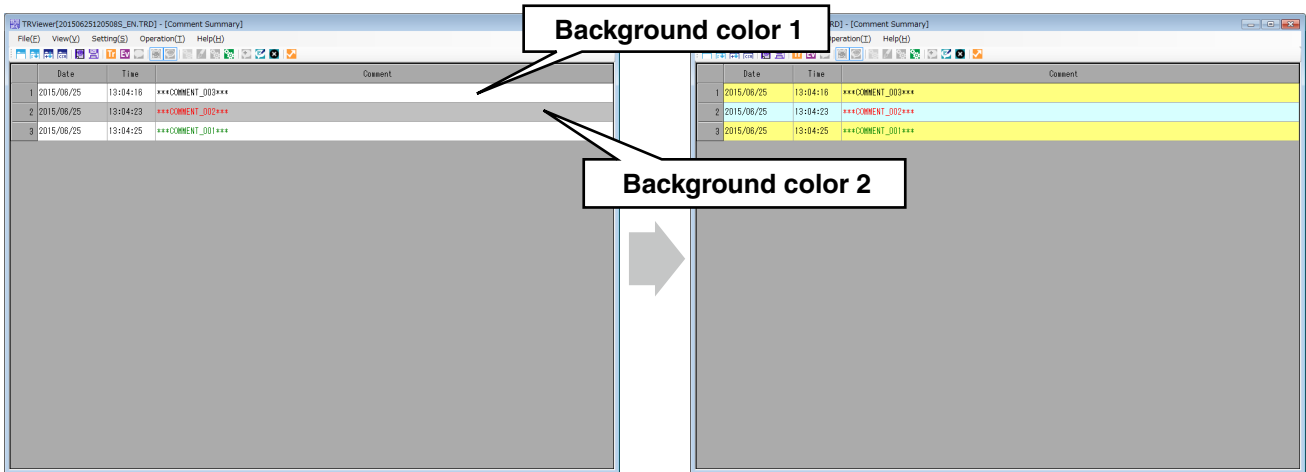 TRViewer[20150625120508S_EN.TRD] - [Comment Summary]
File(F) View(V) Setting(S) Operation(T) Help(H)
Date Time Comment
1 2015/06/25 13:04:16 ***COMMENT_003***
2 2015/06/25 13:04:23 ***COMMENT_002***
3 2015/06/25 13:04:25 ***COMMENT_001***
Background color 1
Background color 2
RD] - [Comment Summary]
peration(T) Help(H)
Date Time Comment
1 2015/06/25 13:04:16 ***COMMENT_003***
2 2015/06/25 13:04:23 ***COMMENT_002***
3 2015/06/25 13:04:25 ***COMMENT_001***